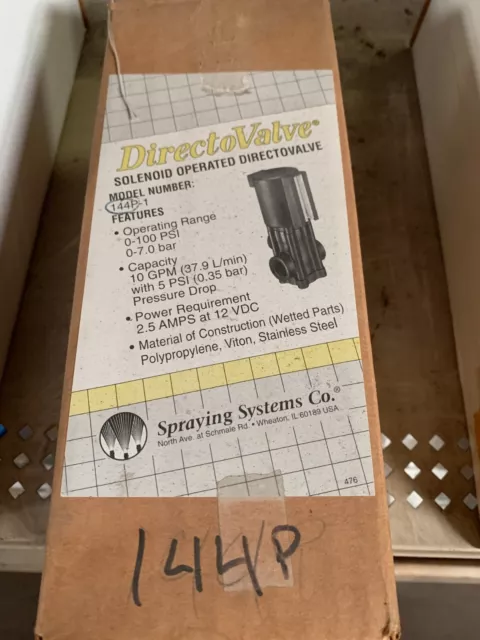 DirectoValve®
SOLENOID OPERATED DIRECTOVALVE
MODEL NUMBER:
144P-1
FEATURES
• Operating Range
0-100 PSI
0-7.0 bar
• Capacity
10 GPM (37.9 L/min)
with 5 PSI (0.35 bar)
Pressure Drop
• Power Requirement
2.5 AMPS at 12 VDC
• Material of Construction (Wetted Parts)
Polypropylene, Viton, Stainless Steel
Spraying Systems Co.®
North Ave. at Schmale Rd. • Wheaton, IL 60189 USA
476
144P